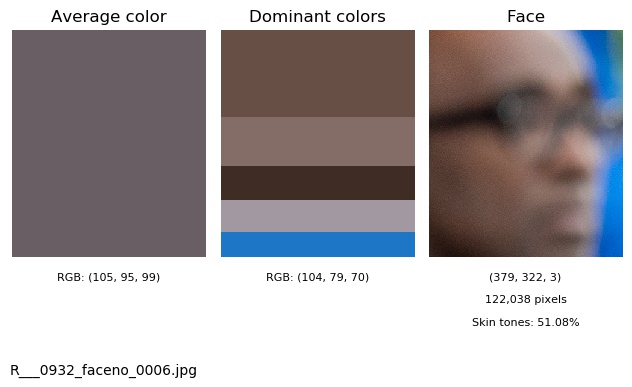 Average color
Dominant colors
Face
RGB: (105, 95, 99)
RGB: (104, 79, 70)
(379, 322, 3)
122,038 pixels
Skin tones: 51.08%
R___0932_faceno_0006.jpg